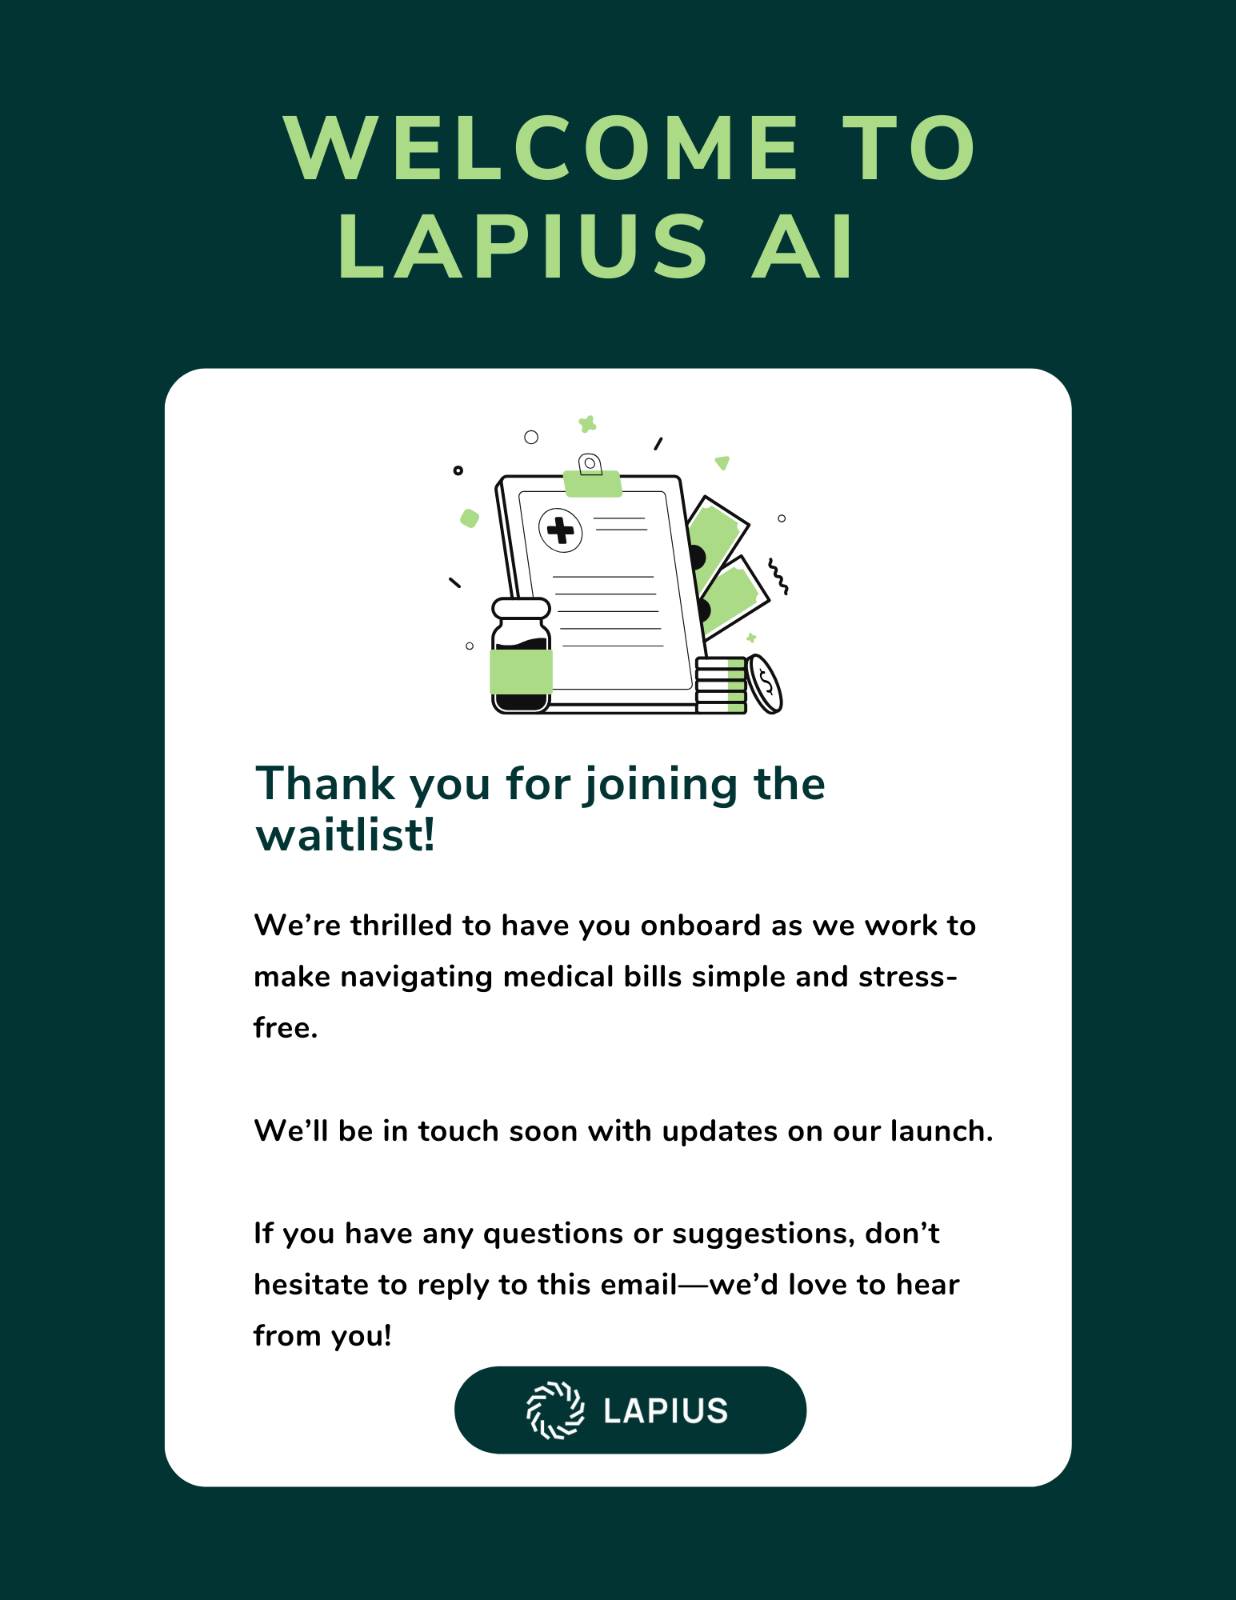 WELCOME TO
LAPIUS AI
Thank you for joining the
waitlist!
We’re thrilled to have you onboard as we work to
make navigating medical bills simple and stress-
free.
We’ll be in touch soon with updates on our launch.
If you have any questions or suggestions, don’t
hesitate to reply to this email—we’d love to hear
from you!
LAPIUS